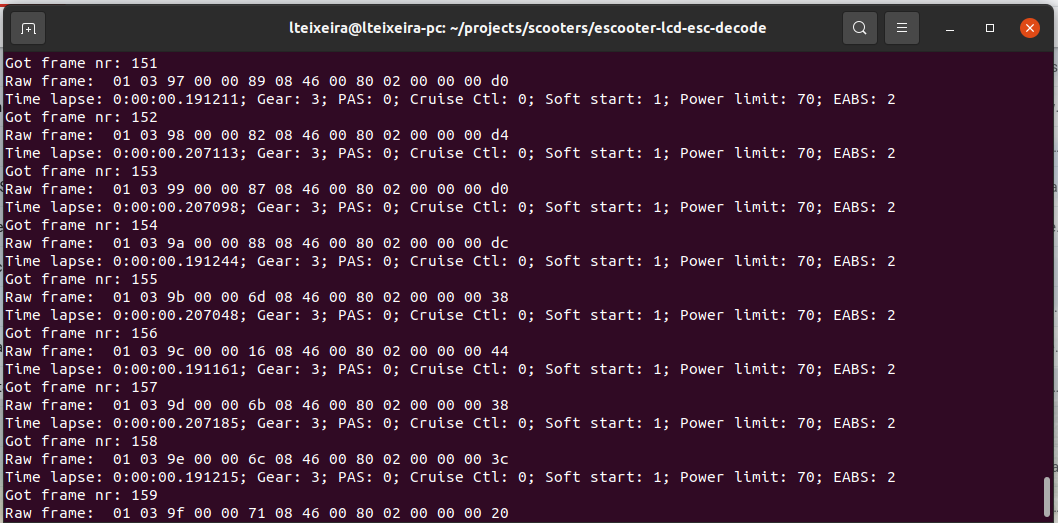 lteixeira@lteixeira-pc: ~/projects/scooters/escooter-lcd-esc-decode
Got frame nr: 151
Raw frame:  01 03 97 00 00 89 08 46 00 80 02 00 00 00 d0
Time lapse: 0:00:00.191211; Gear: 3; PAS: 0; Cruise Ctl: 0; Soft start: 1; Power limit: 70; EABS: 2
Got frame nr: 152
Raw frame:  01 03 98 00 00 82 08 46 00 80 02 00 00 00 d4
Time lapse: 0:00:00.207113; Gear: 3; PAS: 0; Cruise Ctl: 0; Soft start: 1; Power limit: 70; EABS: 2
Got frame nr: 153
Raw frame:  01 03 99 00 00 87 08 46 00 80 02 00 00 00 d0
Time lapse: 0:00:00.207098; Gear: 3; PAS: 0; Cruise Ctl: 0; Soft start: 1; Power limit: 70; EABS: 2
Got frame nr: 154
Raw frame:  01 03 9a 00 00 88 08 46 00 80 02 00 00 00 dc
Time lapse: 0:00:00.191244; Gear: 3; PAS: 0; Cruise Ctl: 0; Soft start: 1; Power limit: 70; EABS: 2
Got frame nr: 155
Raw frame:  01 03 9b 00 00 6d 08 46 00 80 02 00 00 00 38
Time lapse: 0:00:00.207048; Gear: 3; PAS: 0; Cruise Ctl: 0; Soft start: 1; Power limit: 70; EABS: 2
Got frame nr: 156
Raw frame:  01 03 9c 00 00 16 08 46 00 80 02 00 00 00 44
Time lapse: 0:00:00.191161; Gear: 3; PAS: 0; Cruise Ctl: 0; Soft start: 1; Power limit: 70; EABS: 2
Got frame nr: 157
Raw frame:  01 03 9d 00 00 6b 08 46 00 80 02 00 00 00 38
Time lapse: 0:00:00.207185; Gear: 3; PAS: 0; Cruise Ctl: 0; Soft start: 1; Power limit: 70; EABS: 2
Got frame nr: 158
Raw frame:  01 03 9e 00 00 6c 08 46 00 80 02 00 00 00 3c
Time lapse: 0:00:00.191215; Gear: 3; PAS: 0; Cruise Ctl: 0; Soft start: 1; Power limit: 70; EABS: 2
Got frame nr: 159
Raw frame:  01 03 9f 00 00 71 08 46 00 80 02 00 00 00 20